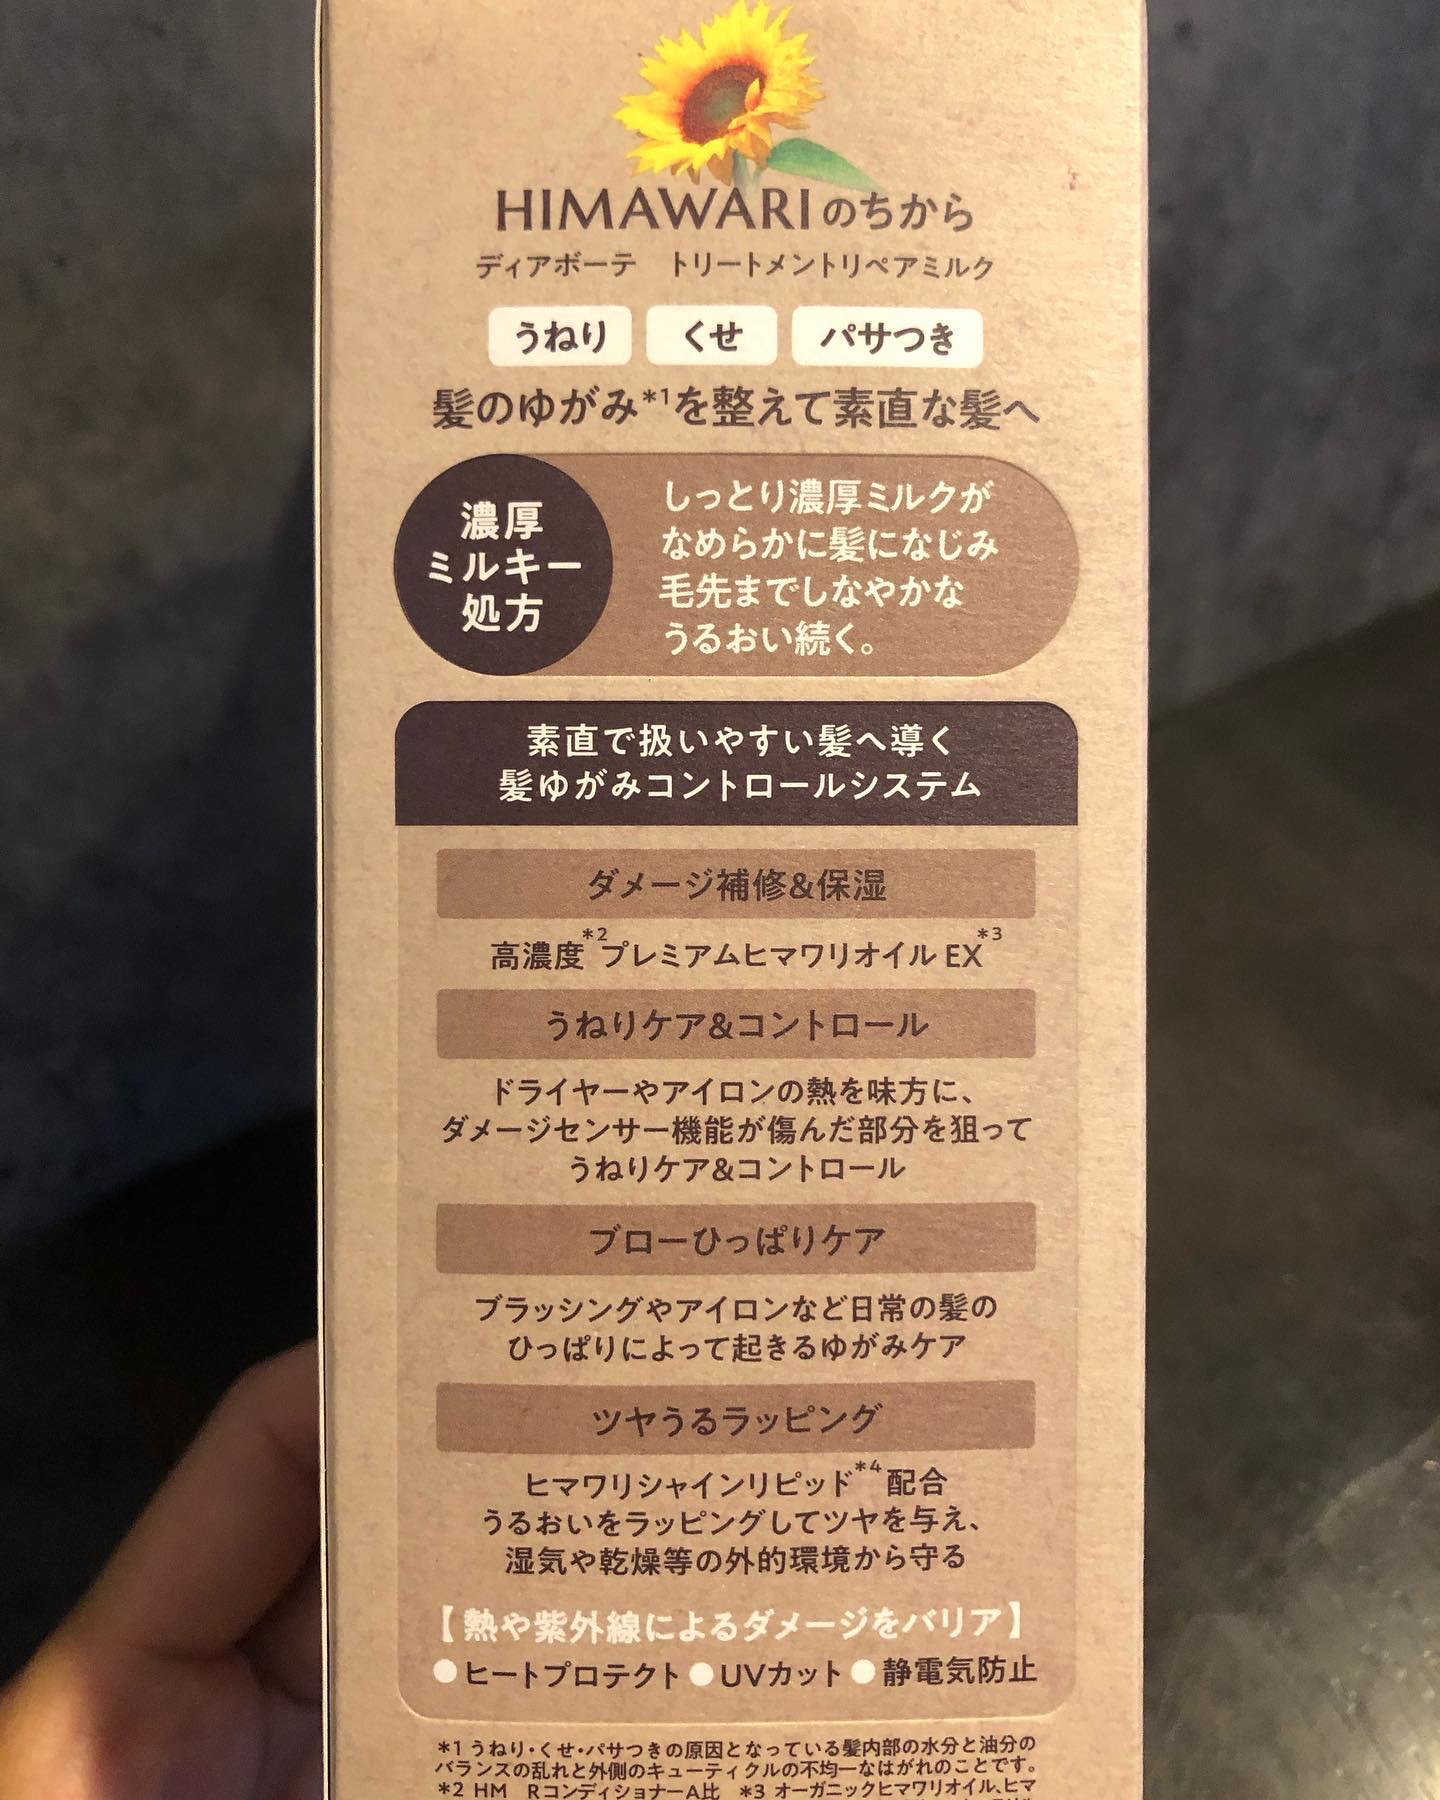 HIMAWARIのちから
ディアボーテ　トリートメントリペアミルク
うねり　くせ　パサつき
髪のゆがみ*1を整えて素直な髪へ
濃厚
ミルキー
処方
しっとり濃厚ミルクが
なめらかに髪になじみ
毛先までしなやかな
うるおい続く。
素直で扱いやすい髪へ導く
髪ゆがみコントロールシステム
ダメージ補修&保湿
高濃度*2プレミアムヒマワリオイルEX*3
うねりケア&コントロール
ドライヤーやアイロンの熱を味方に、
ダメージセンサー機能が傷んだ部分を狙って
うねりケア&コントロール
ブローひっぱりケア
ブラッシングやアイロンなど日常の髪の
ひっぱりによって起きるゆがみケア
ツヤうるラッピング
ヒマワリシャインリピッド*4配合
うるおいをラッピングしてツヤを与え、
湿気や乾燥等の外的環境から守る
【熱や紫外線によるダメージをバリア】
●ヒートプロテクト●UVカット●静電気防止
*1 うねり・くせ・パサつきの原因となっている髪内部の水分と油分の
バランスの乱れと外側のキューティクルの不均一なはがれのことです。
*2 HM　RコンディショナーA比　*3 オーガニックヒマワリオイル、ヒマ